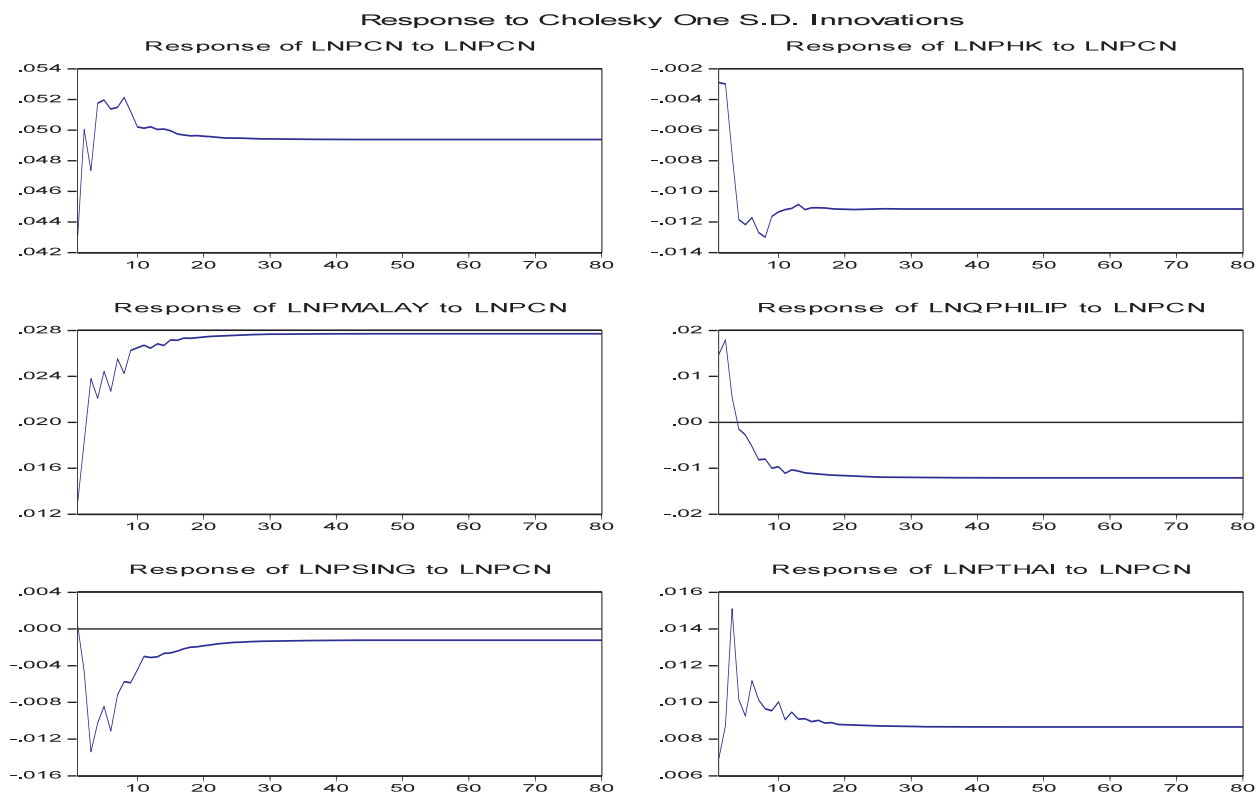 Response to Cholesky One S.D. Innovations
Response of LNPCN to LNPCN
.054
.052
.050
.048
.046
.044
.042
10 20 30 40 50 60 70 80
Response of LNPHK to LNPCN
-.002
-.004
-.006
-.008
-.010
-.012
-.014
10 20 30 40 50 60 70 80
Response of LNPMALAY to LNPCN
.028
.024
.020
.016
.012
10 20 30 40 50 60 70 80
Response of LNQPHILIP to LNPCN
.02
.01
.00
-.01
-.02
10 20 30 40 50 60 70 80
Response of LNPSING to LNPCN
.004
.000
-.004
-.008
-.012
-.016
10 20 30 40 50 60 70 80
Response of LNPTHAI to LNPCN
.016
.014
.012
.010
.008
.006
10 20 30 40 50 60 70 80